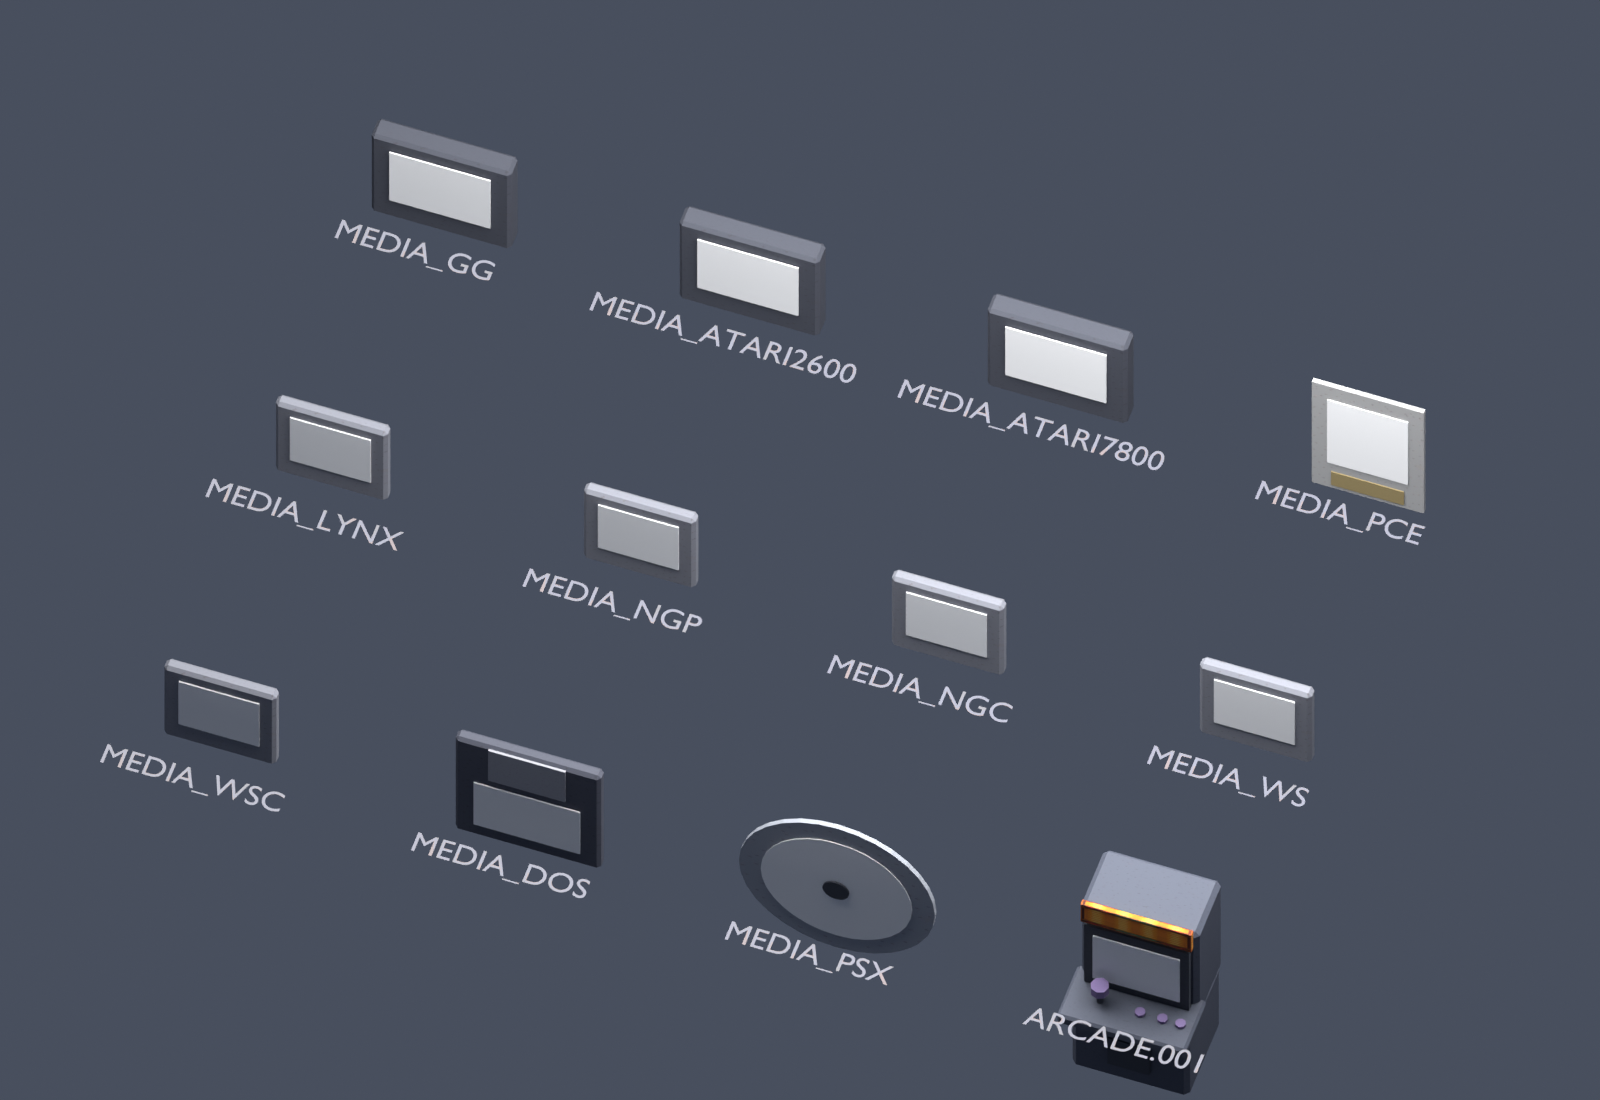 MEDIA_GG
MEDIA_ATARI2600
MEDIA_ATARI7800
MEDIA_PCE
MEDIA_LYNX
MEDIA_NGP
MEDIA_NGC
MEDIA_WS
MEDIA_WSC
MEDIA_DOS
MEDIA_PSX
ARCADE.001